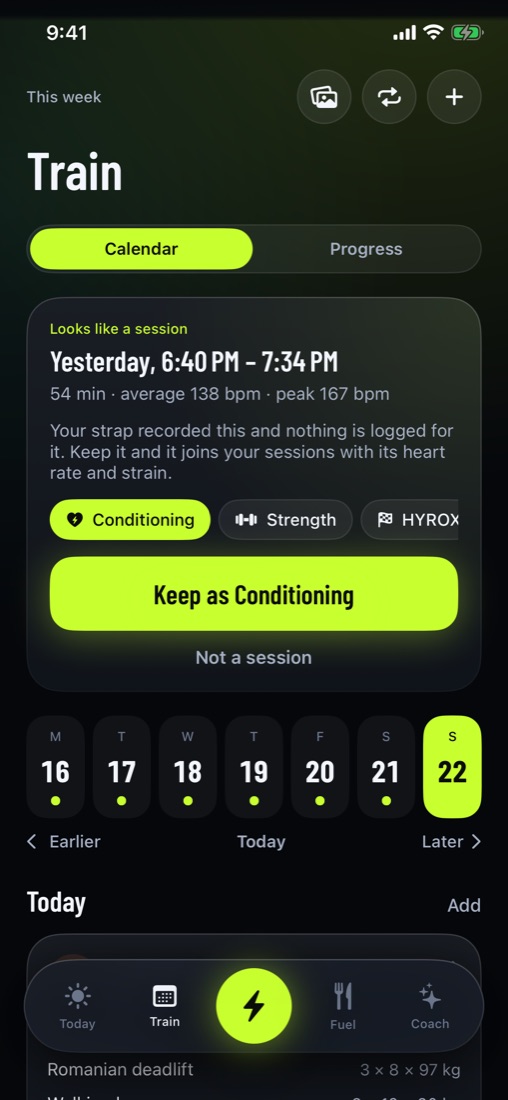 9:41
This week
Train
Calendar
Progress
Looks like a session
Yesterday, 6:40 PM – 7:34 PM
54 min · average 138 bpm · peak 167 bpm
Your strap recorded this and nothing is logged for
it. Keep it and it joins your sessions with its heart
rate and strain.
Conditioning
Strength
HYROX
Keep as Conditioning
Not a session
M T W T F S S
16 17 18 19 20 21 22
Earlier
Today
Later
Today
Add
Today
Train
Fuel
Coach
Romanian deadlift
3 × 8 × 97 kg